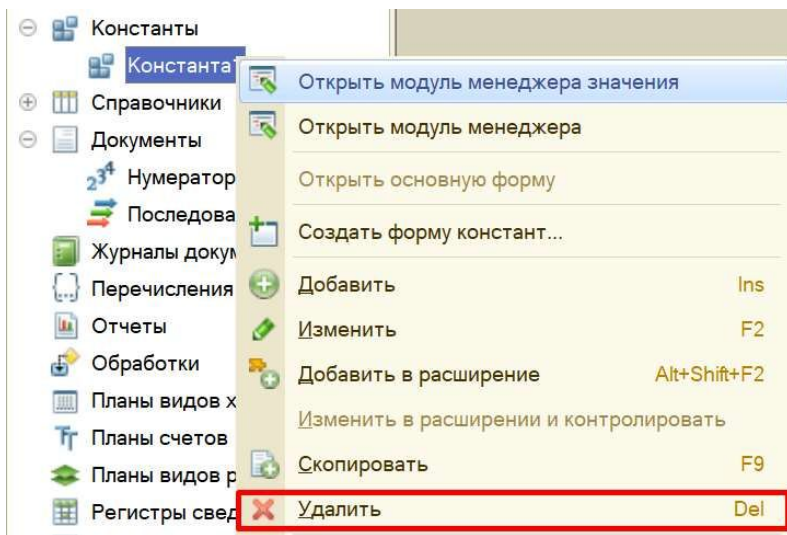 Константы
Константа1
Справочники
Документы
Нумератор
Последова
Журналы докум
Перечисления
Отчеты
Обработки
Планы видов х
Планы счетов
Планы видов р
Регистры свед
Открыть модуль менеджера значения
Открыть модуль менеджера
Открыть основную форму
Создать форму констант...
Добавить Ins
Изменить F2
Добавить в расширение Alt+Shift+F2
Изменить в расширении и контролировать
Скопировать F9
Удалить Del